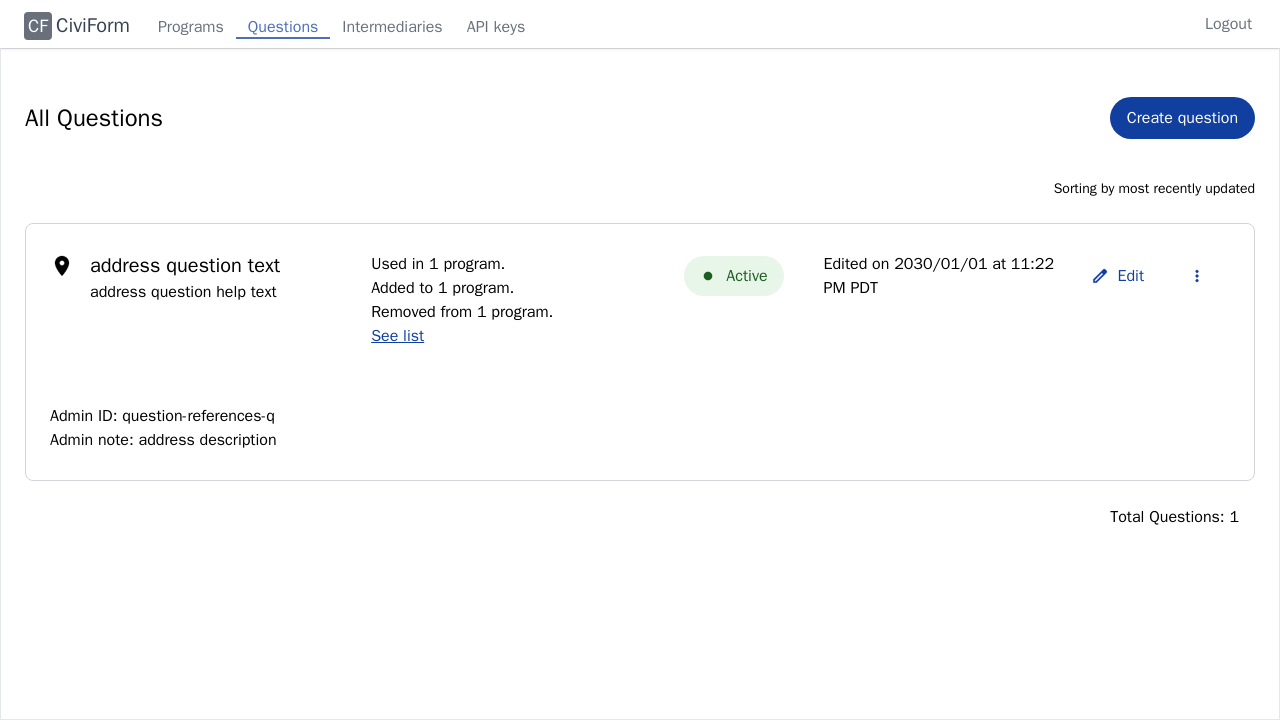 CF CiviForm Programs Questions Intermediaries API keys Logout
All Questions Create question
Sorting by most recently updated
address question text
address question help text
Used in 1 program.
Added to 1 program.
Removed from 1 program.
See list
Active
Edited on 2030/01/01 at 11:22
PM PDT
Edit
Admin ID: question-references-q
Admin note: address description
Total Questions: 1